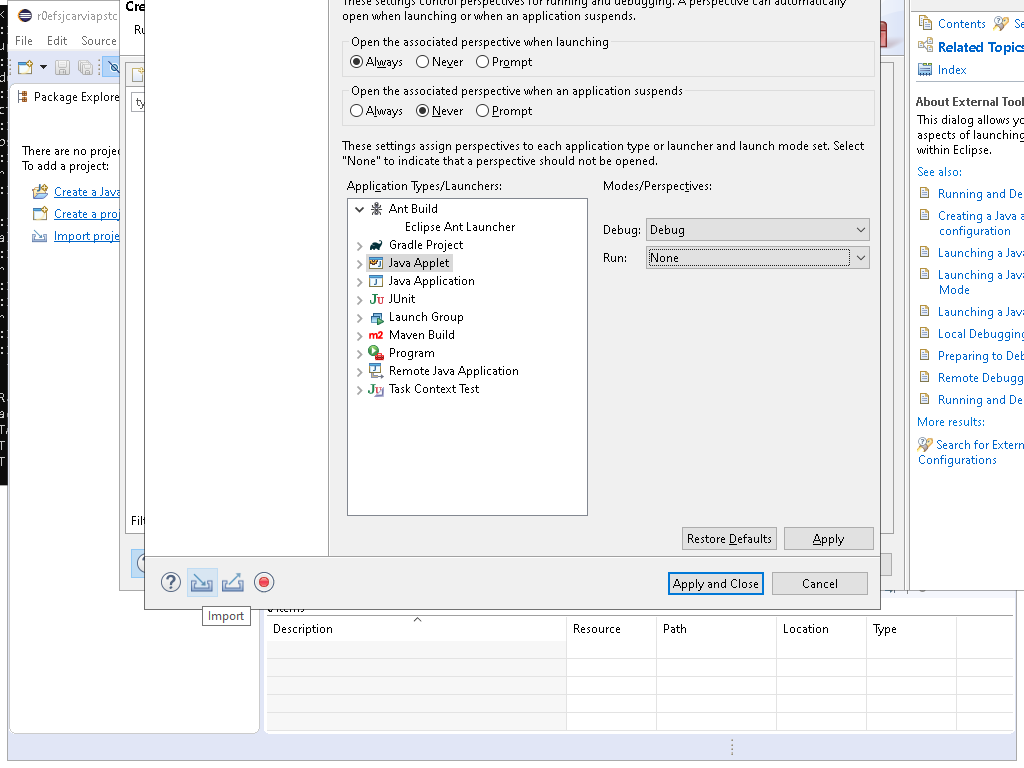 r0efsjcarviapstc
Cre
File Edit Source
Ru
Package Explore
ty
There are no proje
To add a project:
Create a Java
Create a proj
Import proje
Filt
These settings control perspectives for running and debugging. A perspective can automatically
open when launching or when an application suspends.
Open the associated perspective when launching
Always Never Prompt
Open the associated perspective when an application suspends
Always Never Prompt
These settings assign perspectives to each application type or launcher and launch mode set. Select
"None" to indicate that a perspective should not be opened.
Application Types/Launchers:
Modes/Perspectives:
Ant Build
Eclipse Ant Launcher
Gradle Project
Java Applet
Java Application
JUnit
Launch Group
Maven Build
Program
Remote Java Application
Task Context Test
Debug: Debug
Run: None
Restore Defaults Apply
Apply and Close Cancel
Import
Description Resource Path Location Type
Contents Se
Related Topics
Index
About External Tool
This dialog allows yo
aspects of launching
within Eclipse.
See also:
Running and De
Creating a Java a
configuration
Launching a Java
Launching a Java
Mode
Launching a Java
Local Debugging
Preparing to Deb
Remote Debugg
Running and De
More results:
Search for Extern
Configurations